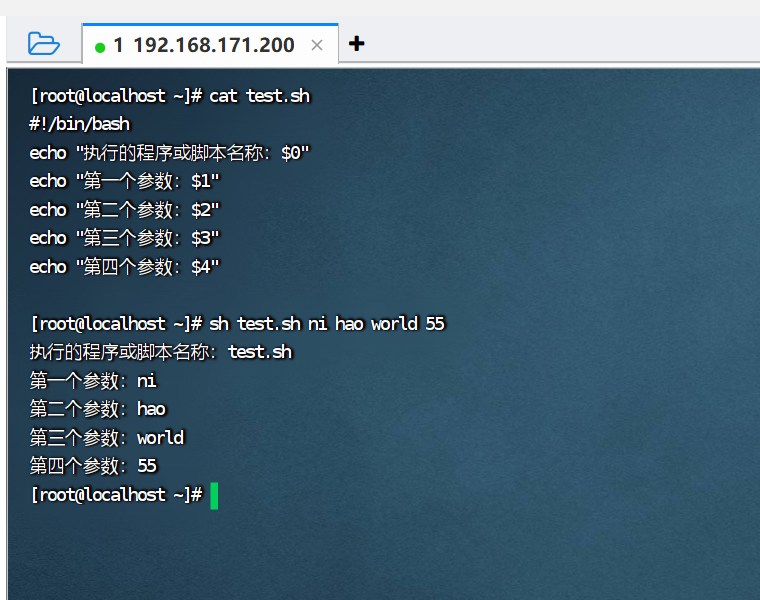 1 192.168.171.200
[root@localhost ~]# cat test.sh
#!/bin/bash
echo "执行的程序或脚本名称：$0"
echo "第一个参数：$1"
echo "第二个参数：$2"
echo "第三个参数：$3"
echo "第四个参数：$4"
[root@localhost ~]# sh test.sh ni hao world 55
执行的程序或脚本名称：test.sh
第一个参数：ni
第二个参数：hao
第三个参数：world
第四个参数：55
[root@localhost ~]#